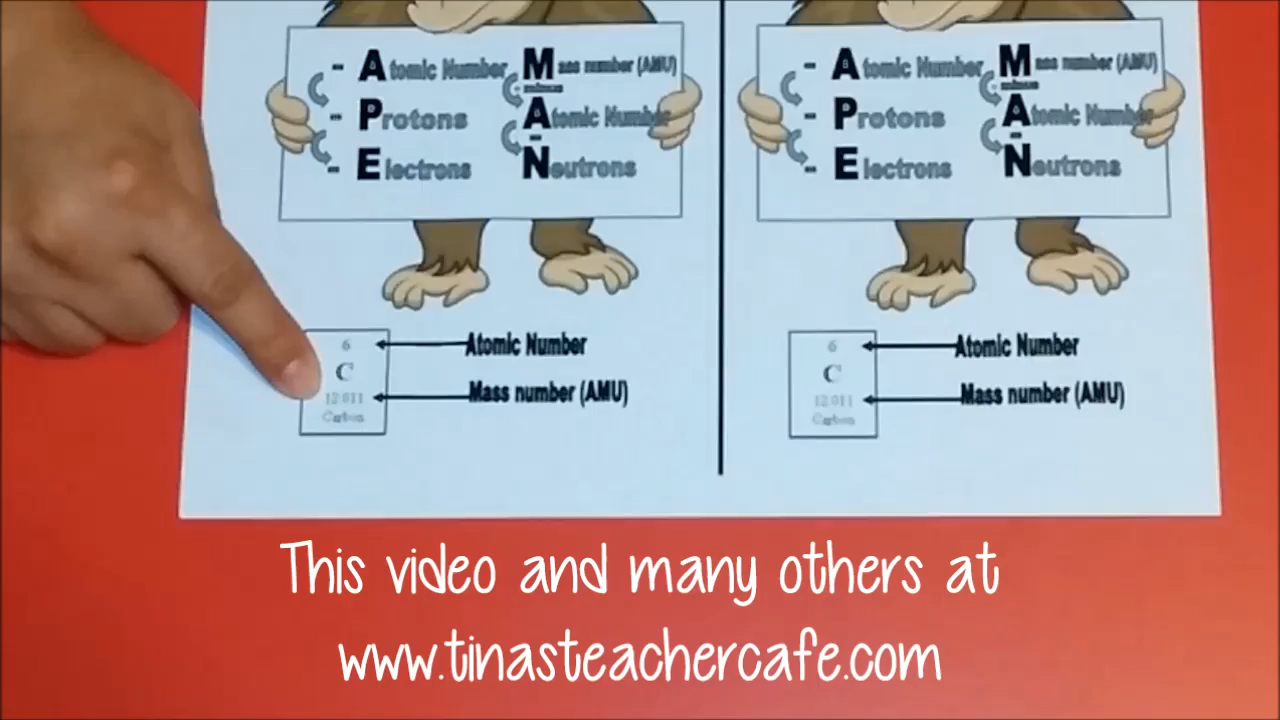 - Atomic Number
- Protons
- Electrons
Mass number (AMU)
- minus
Atomic Number
=
Neutrons
6
C
12.011
Carbon
Atomic Number
Mass number (AMU)
- Atomic Number
- Protons
- Electrons
Mass number (AMU)
- minus
Atomic Number
=
Neutrons
6
C
12.011
Carbon
Atomic Number
Mass number (AMU)
This video and many others at
www.tinasteachercafe.com